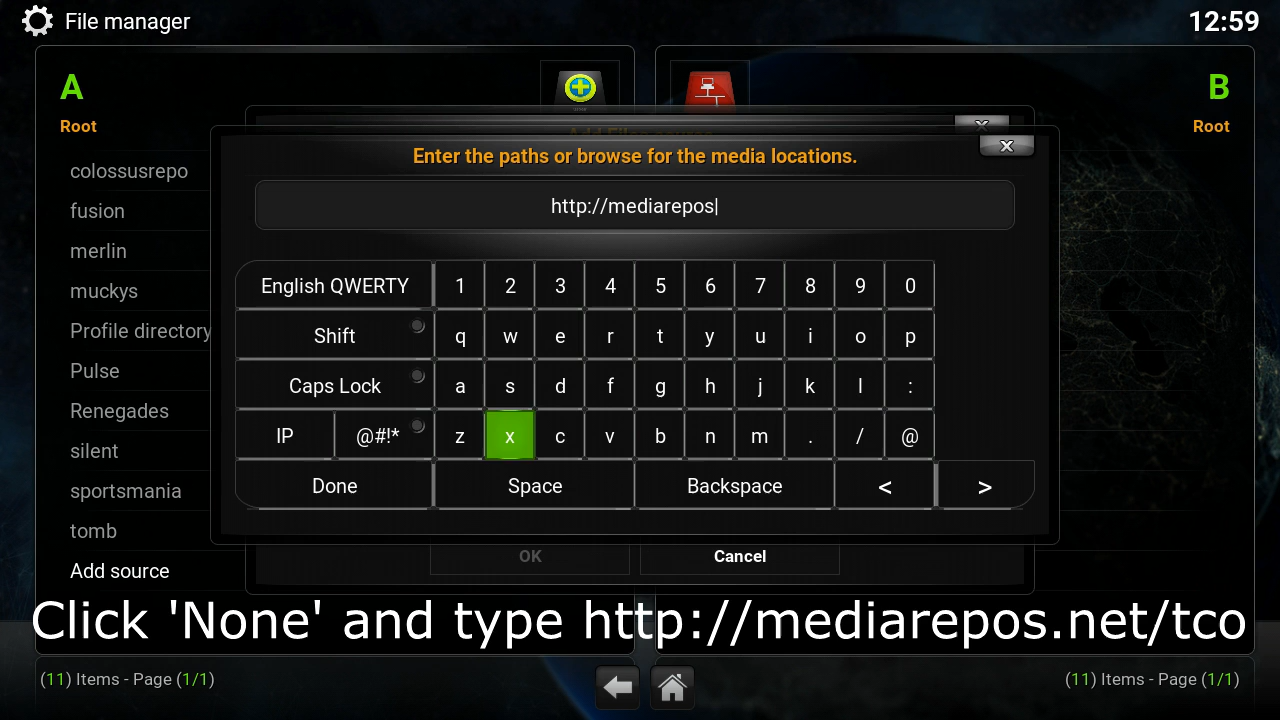 File manager
12:59
A
B
Root
Root
Enter the paths or browse for the media locations.
http://mediarepos
colossusrepo
fusion
merlin
muckys
Profile directory
Pulse
Renegades
silent
sportsmania
tomb
Add source
English QWERTY 1 2 3 4 5 6 7 8 9 0
Shift q w e r t y u i o p
Caps Lock a s d f g h j k l :
IP @#!* z x c v b n m . / @
Done Space Backspace < >
OK Cancel
Click 'None' and type http://mediarepos.net/tco
(11) Items - Page (1/1)
(11) Items - Page (1/1)